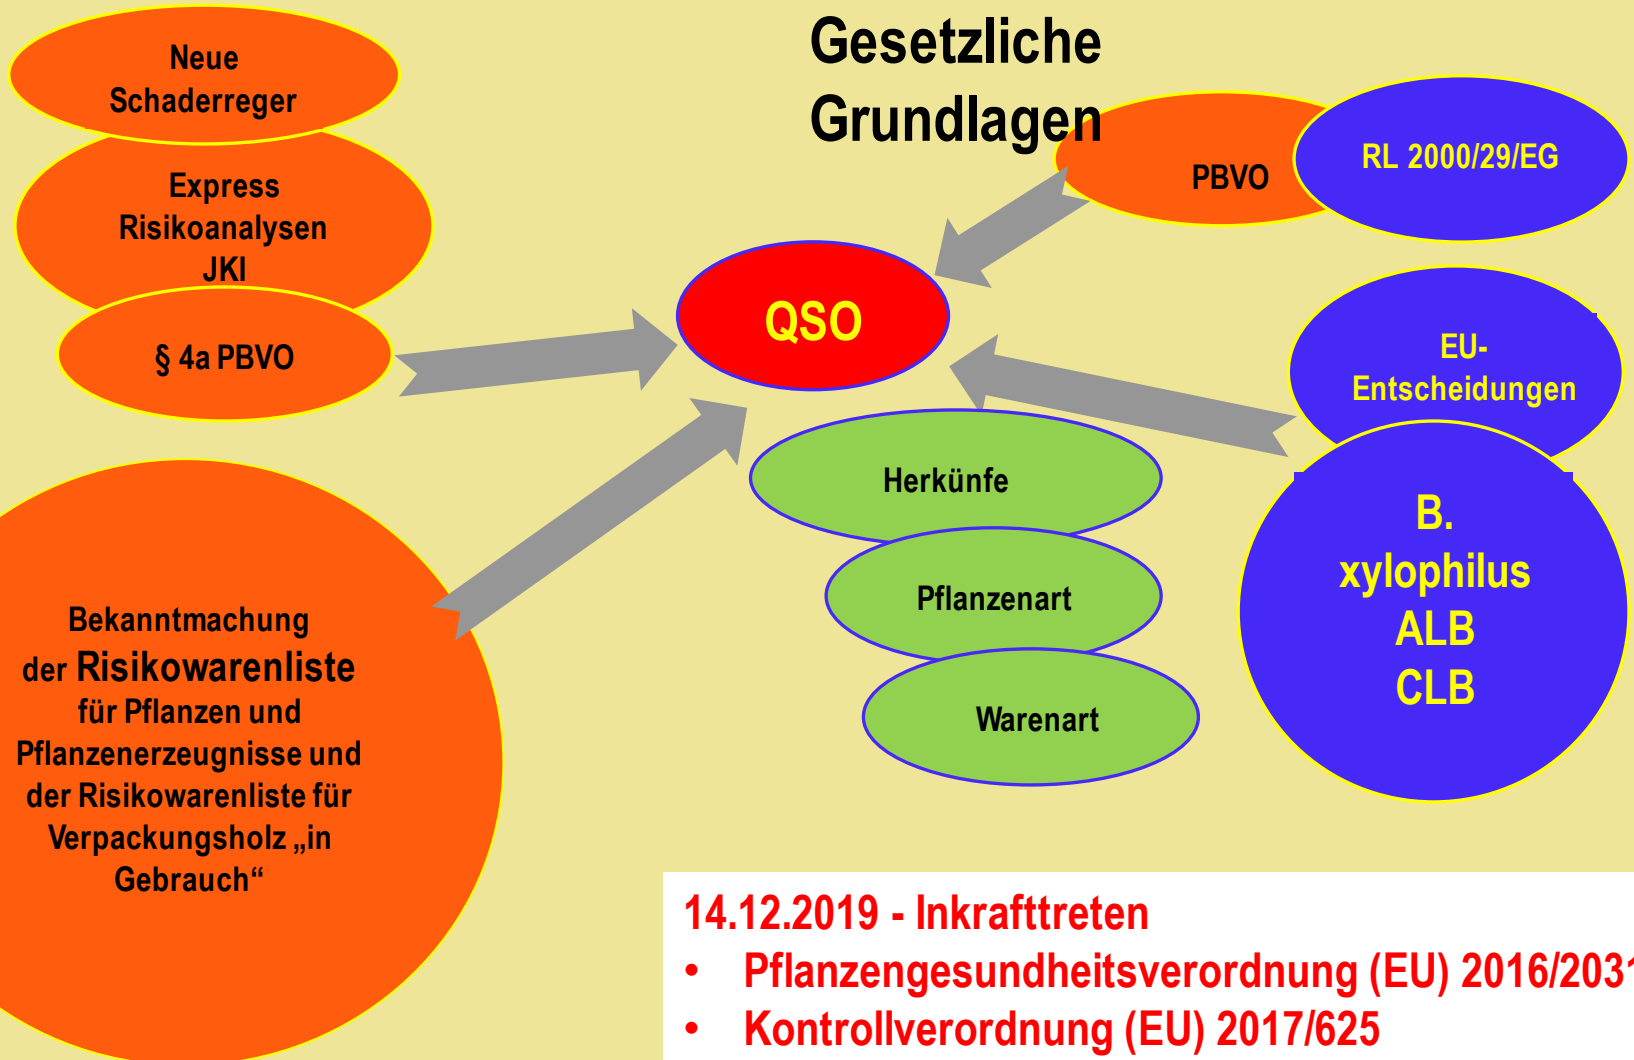 Gesetzliche
Grundlagen
Neue
Schaderreger
Express
Risikoanalysen
JKI
§ 4a PBVO
PBVO
RL 2000/29/EG
QSO
EU-
Entscheidungen
B.
xylophilus
ALB
CLB
Herkünfe
Pflanzenart
Warenart
Bekanntmachung
der Risikowarenliste
für Pflanzen und
Pflanzenerzeugnisse und
der Risikowarenliste für
Verpackungsholz „in
Gebrauch“
14.12.2019 - Inkrafttreten
• Pflanzengesundheitsverordnung (EU) 2016/2031
• Kontrollverordnung (EU) 2017/625